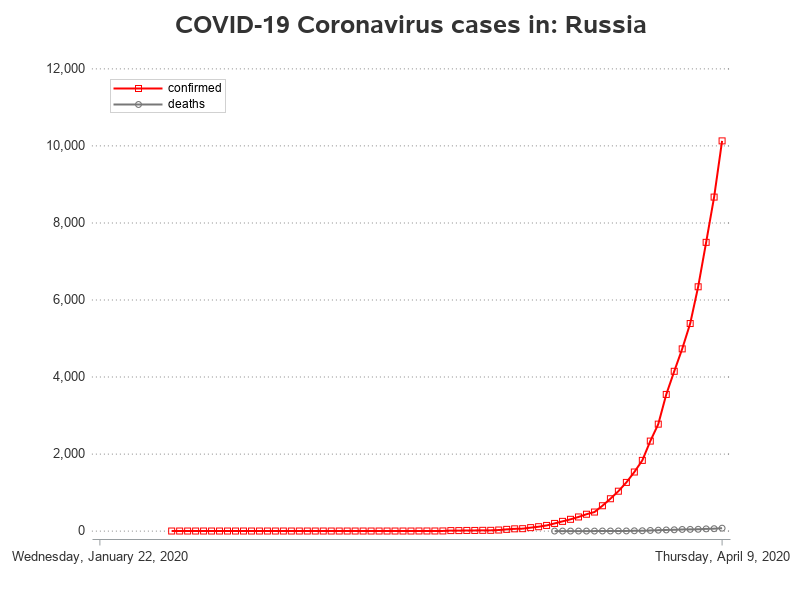 COVID-19 Coronavirus cases in: Russia
12,000
confirmed
deaths
10,000
8,000
6,000
4,000
2,000
0
Wednesday, January 22, 2020 Thursday, April 9, 2020